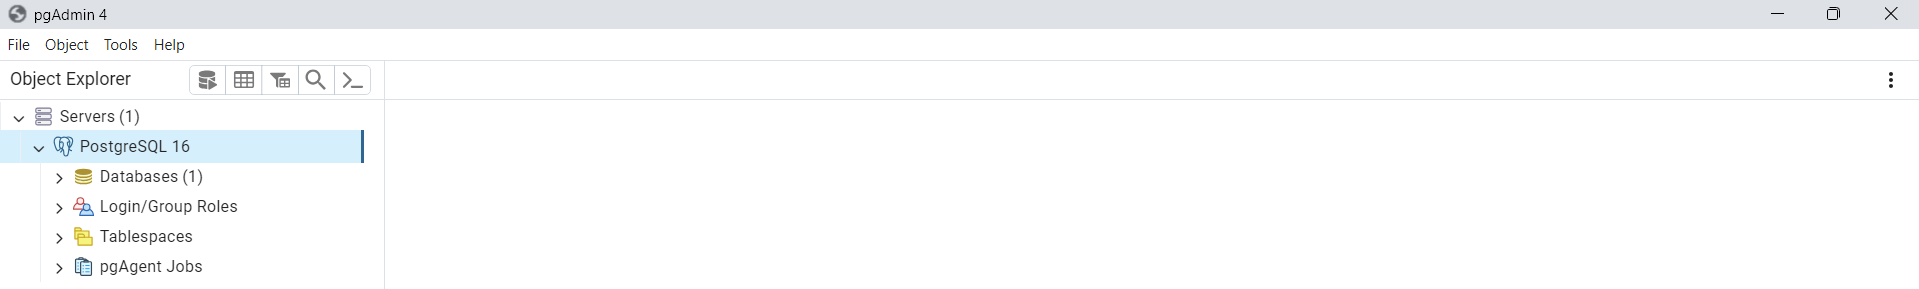 pgAdmin 4
File Object Tools Help
Object Explorer
Servers (1)
PostgreSQL 16
Databases (1)
Login/Group Roles
Tablespaces
pgAgent Jobs